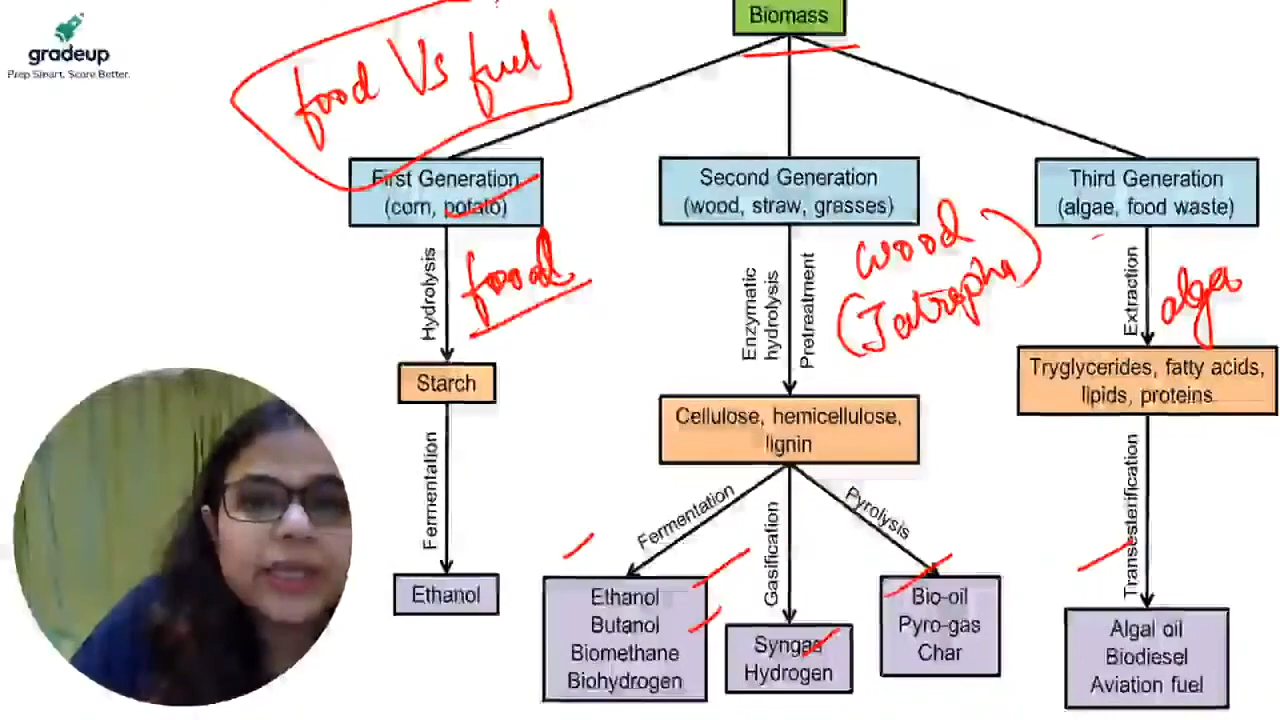 gradeup
Prep Smart. Score Better.
Biomass
food Vs fuel
First Generation
(corn, potato)
Second Generation
(wood, straw, grasses)
Third Generation
(algae, food waste)
Hydrolysis
food
Enzymatic
hydrolysis
Pretreatment
wood
(Jatropha)
Extraction
alga
Starch
Tryglycerides, fatty acids,
lipids, proteins
Cellulose, hemicellulose,
lignin
Fermentation
Fermentation
Gasification
Pyrolysis
Transesterification
Ethanol
Ethanol
Butanol
Biomethane
Biohydrogen
Syngas
Hydrogen
Bio-oil
Pyro-gas
Char
Algal oil
Biodiesel
Aviation fuel